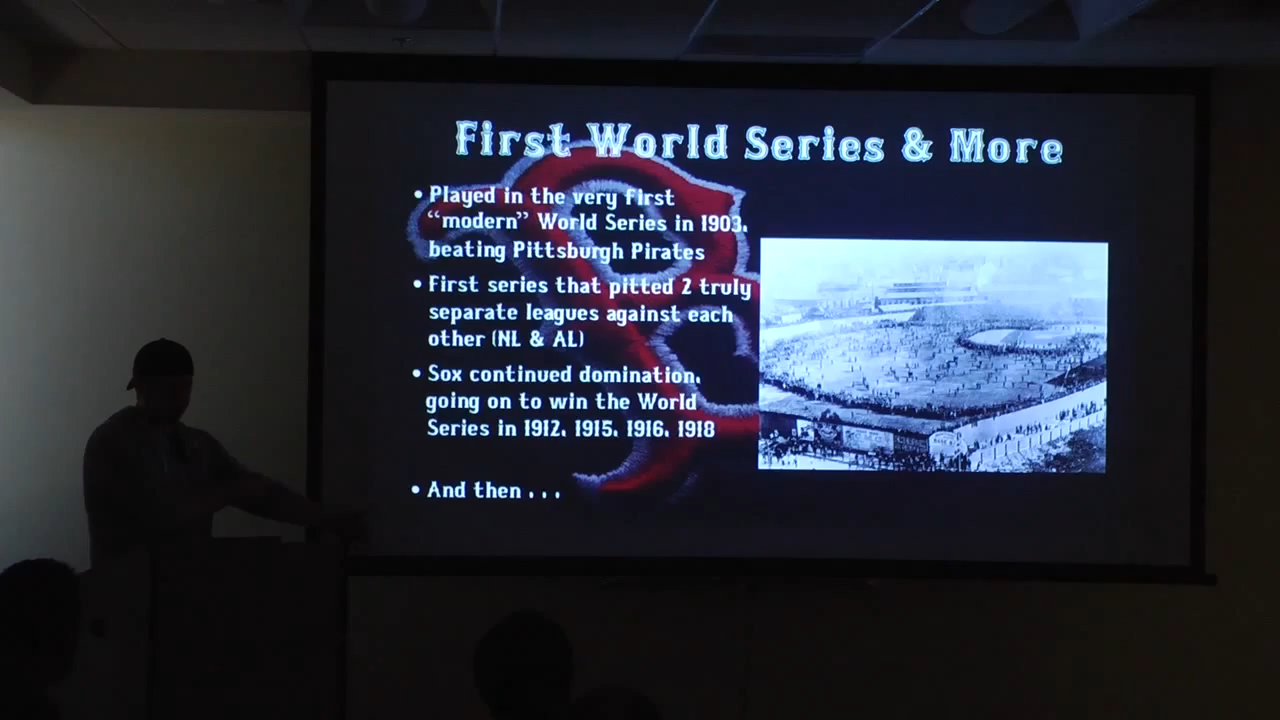 First World Series & More
• Played in the very first
“modern” World Series in 1903,
beating Pittsburgh Pirates
• First series that pitted 2 truly
separate leagues against each
other (NL & AL)
• Sox continued domination,
going on to win the World
Series in 1912, 1915, 1916, 1918
• And then . . .